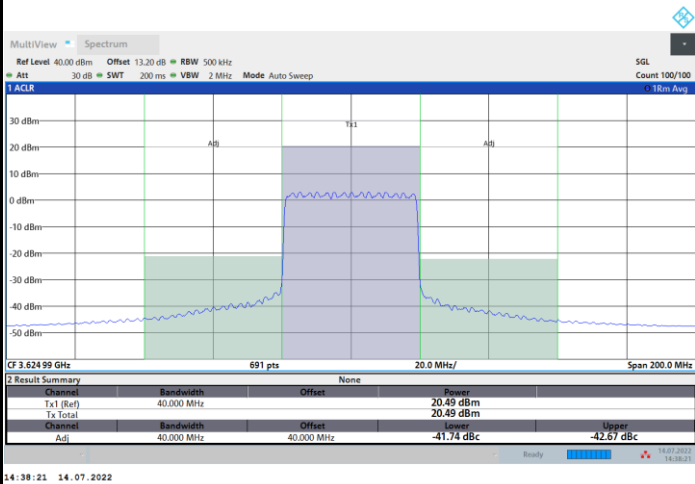 MultiView Spectrum
Ref Level 40.00 dBm Offset 13.20 dB RBW 500 kHz SGL
Att 30 dB SWT 200 ms VBW 2 MHz Mode Auto Sweep Count 100/100
1 ACLR 1Rm Avg
30 dBm
Tx1
20 dBm
Adj Adj
10 dBm
0 dBm
-10 dBm
-20 dBm
-30 dBm
-40 dBm
-50 dBm
CF 3.624 99 GHz 691 pts 20.0 MHz/ Span 200.0 MHz
2 Result Summary None
Channel Bandwidth Offset Power
Tx1 (Ref) 40.000 MHz 20.49 dBm
Tx Total 20.49 dBm
Channel Bandwidth Offset Lower Upper
Adj 40.000 MHz 40.000 MHz -41.74 dBc -42.67 dBc
Ready 14.07.2022
14:38:21
14:38:21 14.07.2022